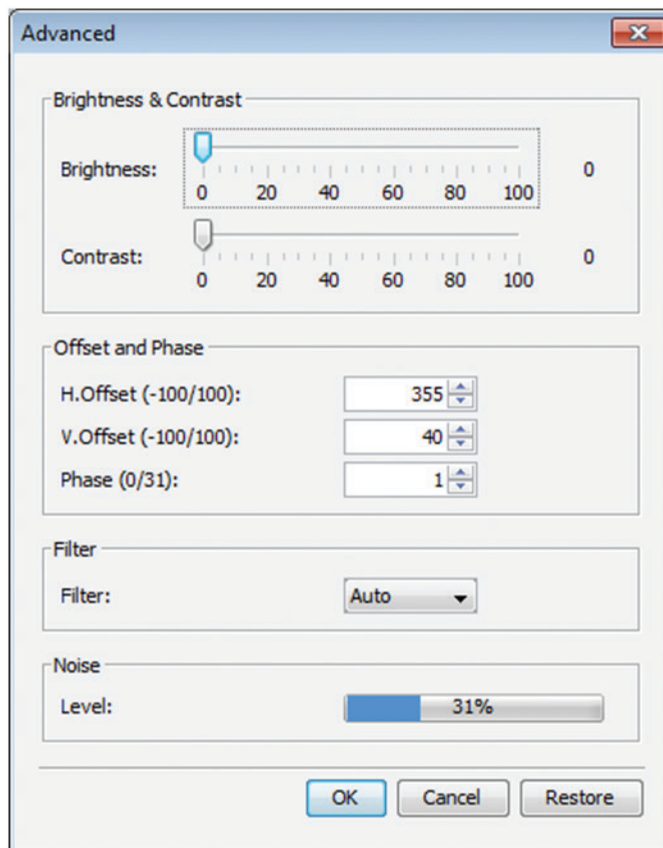 Advanced
Brightness & Contrast
Brightness: 0
0 20 40 60 80 100
Contrast: 0
0 20 40 60 80 100
Offset and Phase
H.Offset (-100/100): 355
V.Offset (-100/100): 40
Phase (0/31): 1
Filter
Filter: Auto
Noise
Level: 31%
OK Cancel Restore